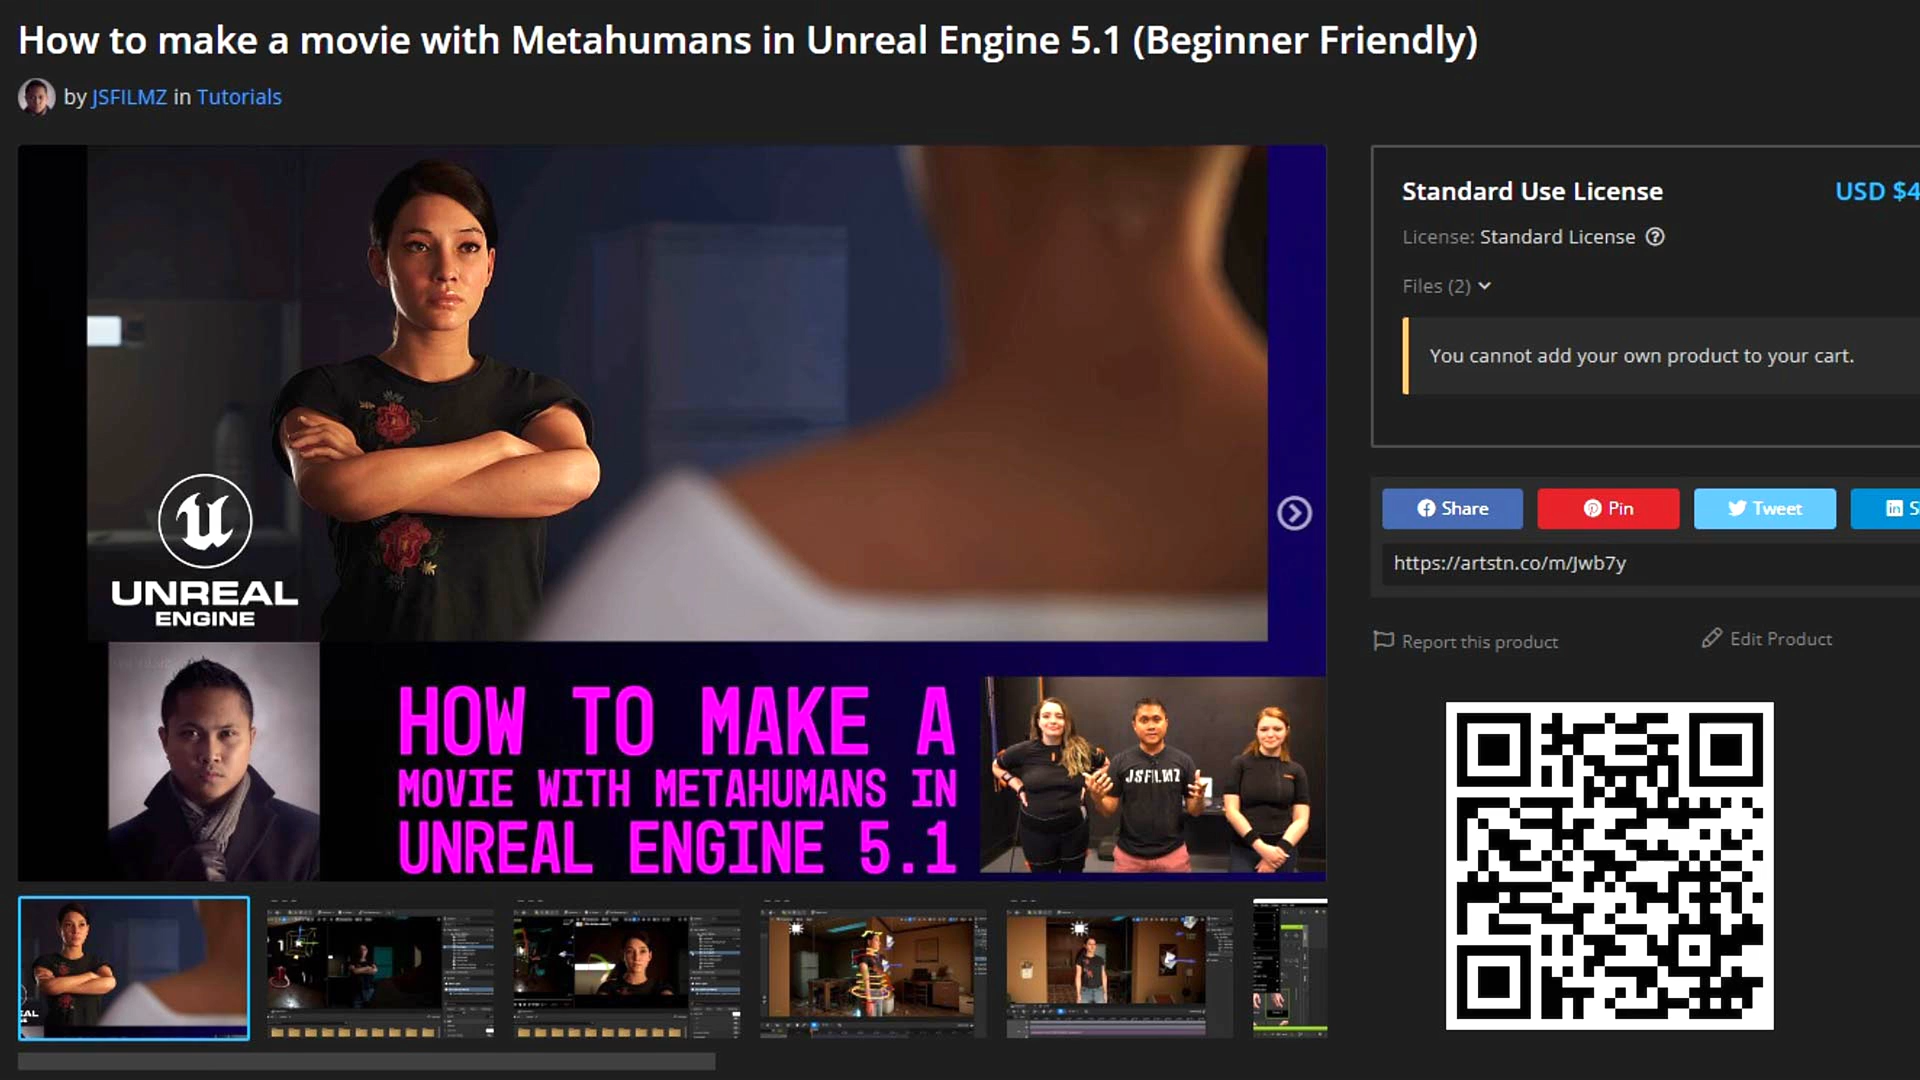 How to make a movie with Metahumans in Unreal Engine 5.1 (Beginner Friendly)
by JSFILMZ in Tutorials
UNREAL
ENGINE
HOW TO MAKE A
MOVIE WITH METAHUMANS IN
UNREAL ENGINE 5.1
JSFILMZ
Standard Use License
USD $4
License: Standard License
Files (2)
You cannot add your own product to your cart.
Share
Pin
Tweet
in S
https://artstn.co/m/Jwb7y
Report this product
Edit Product